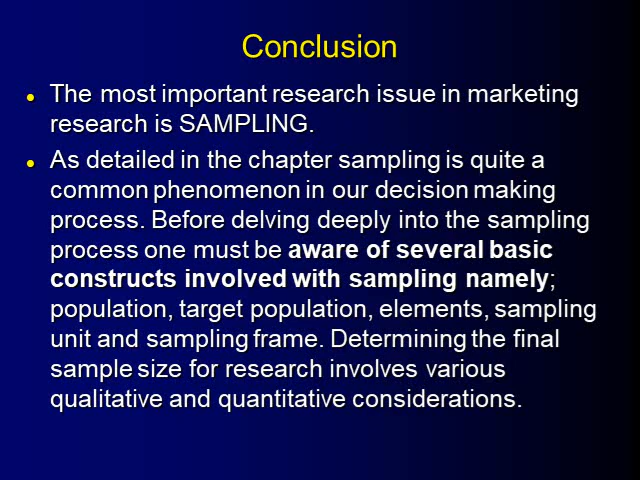 Conclusion
● The most important research issue in marketing
research is SAMPLING.
● As detailed in the chapter sampling is quite a
common phenomenon in our decision making
process. Before delving deeply into the sampling
process one must be aware of several basic
constructs involved with sampling namely;
population, target population, elements, sampling
unit and sampling frame. Determining the final
sample size for research involves various
qualitative and quantitative considerations.